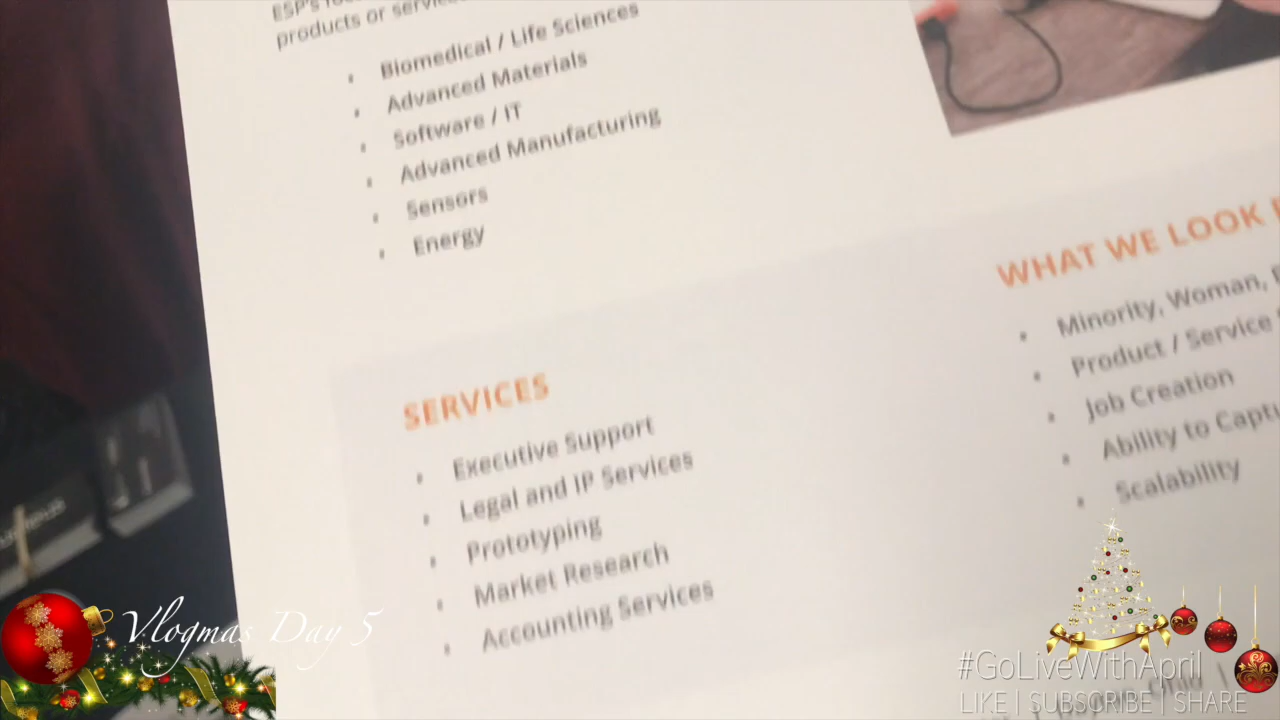 ESP's
products or
Biomedical / Life Sciences
Advanced Materials
Software / IT
Advanced Manufacturing
Sensors
Energy
SERVICES
Executive Support
Legal and IP Services
Prototyping
Market Research
Accounting Services
WHAT WE LOOK
Minority, Woman,
Product / Service
Job Creation
Ability to
Scalability
Vlogmas Day 5
#GoLiveWithApril
LIKE | SUBSCRIBE | SHARE